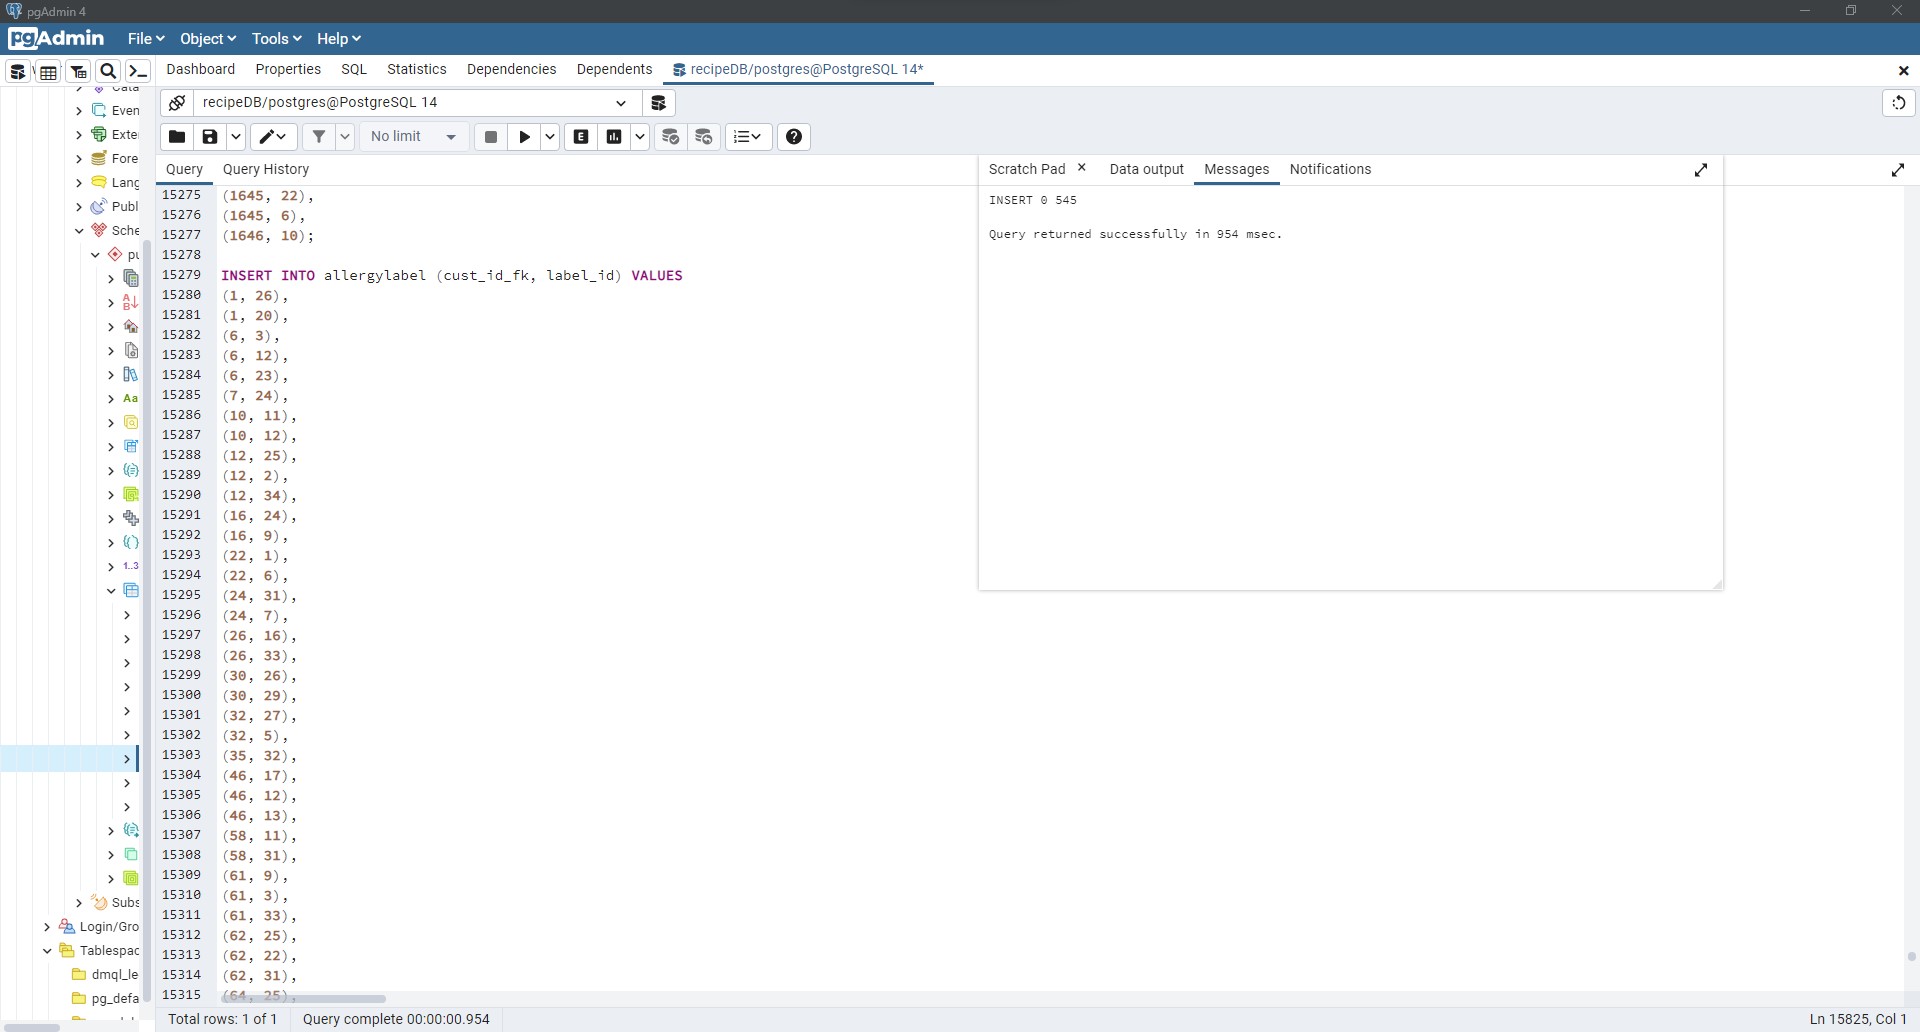 pgAdmin 4
pgAdmin File Object Tools Help
Dashboard Properties SQL Statistics Dependencies Dependents recipeDB/postgres@PostgreSQL 14*
recipeDB/postgres@PostgreSQL 14
No limit
Query Query History
Scratch Pad Data output Messages Notifications
INSERT 0 545
Query returned successfully in 954 msec.
Cata
Even
Exte
Fore
Lang
Publ
Sche
pu
Aa
1..3
Subs
Login/Gro
Tablespac
dmql_le
pg_defa
15275 (1645, 22),
15276 (1645, 6),
15277 (1646, 10);
15278
15279 INSERT INTO allergylabel (cust_id_fk, label_id) VALUES
15280 (1, 26),
15281 (1, 20),
15282 (6, 3),
15283 (6, 12),
15284 (6, 23),
15285 (7, 24),
15286 (10, 11),
15287 (10, 12),
15288 (12, 25),
15289 (12, 2),
15290 (12, 34),
15291 (16, 24),
15292 (16, 9),
15293 (22, 1),
15294 (22, 6),
15295 (24, 31),
15296 (24, 7),
15297 (26, 16),
15298 (26, 33),
15299 (30, 26),
15300 (30, 29),
15301 (32, 27),
15302 (32, 5),
15303 (35, 32),
15304 (46, 17),
15305 (46, 12),
15306 (46, 13),
15307 (58, 11),
15308 (58, 31),
15309 (61, 9),
15310 (61, 3),
15311 (61, 33),
15312 (62, 25),
15313 (62, 22),
15314 (62, 31),
15315 (64, 25),
Total rows: 1 of 1 Query complete 00:00:00.954 Ln 15825, Col 1